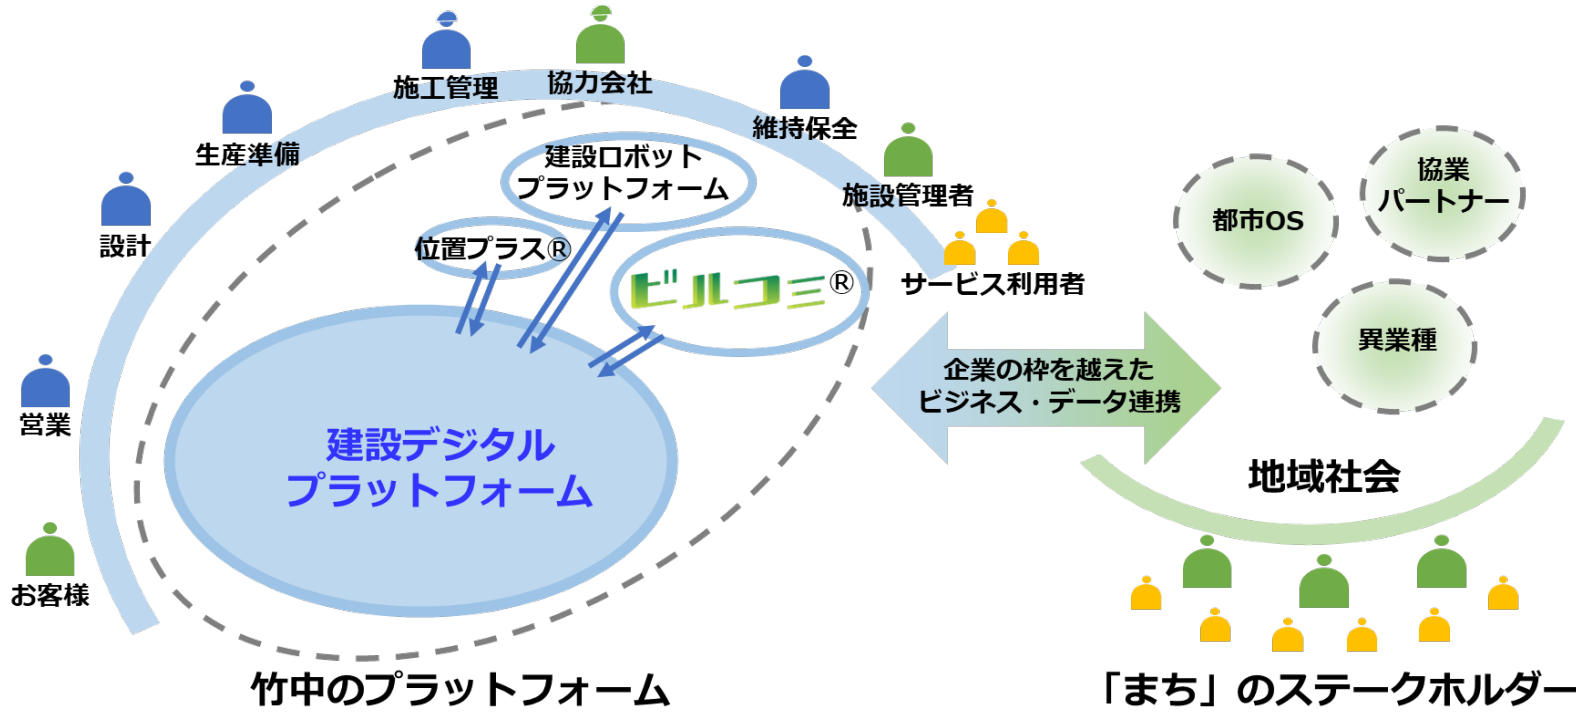 施工管理
協力会社
生産準備
維持保全
設計
施設管理者
営業
サービス利用者
お客様
建設ロボット
プラットフォーム
位置プラス®
ビルコミ®
建設デジタル
プラットフォーム
竹中のプラットフォーム
企業の枠を越えた
ビジネス・データ連携
協業
パートナー
都市OS
異業種
地域社会
「まち」のステークホルダー